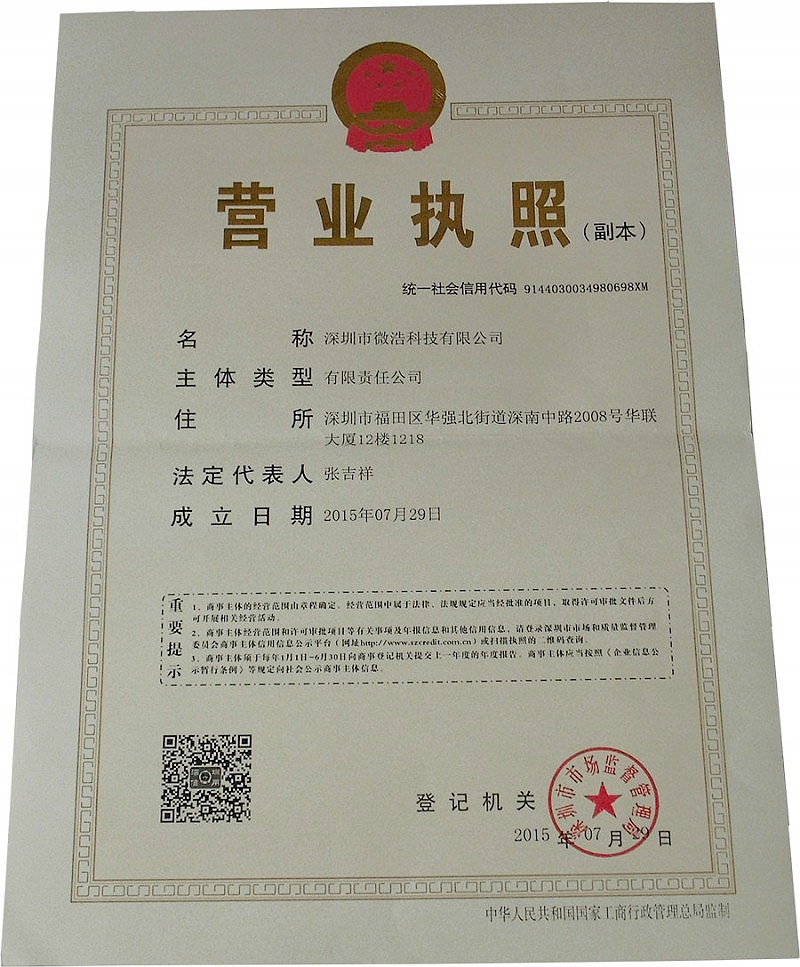 营业执照（副本）
统一社会信用代码 9144030034980698XM
名称 深圳市微浩科技有限公司
主体类型 有限责任公司
住所 深圳市福田区华强北街道深南中路2008号华联
大厦12楼1218
法定代表人 张吉祥
成立日期 2015年07月29日
重要提示
1、商事主体的经营范围由章程确定。经营范围中属于法律、法规规定应当经批准的项目，取得许可审批文件后方
可开展相关经营活动。
2、商事主体经营范围和许可审批项目等有关事项及年报信息和其他信用信息，请登录深圳市市场和质量监督管理
委员会商事主体信用信息公示平台（网址http://www.szcredit.com.cn）或扫描执照的二维码查询。
3、商事主体须于每年1月1日-6月30日向商事登记机关提交上一年度的年度报告。商事主体应当按照《企业信息公
示暂行条例》等规定向社会公示商事主体信息。
登记机关
深圳市市场监督管理局
2015年07月29日
中华人民共和国国家工商行政管理总局监制